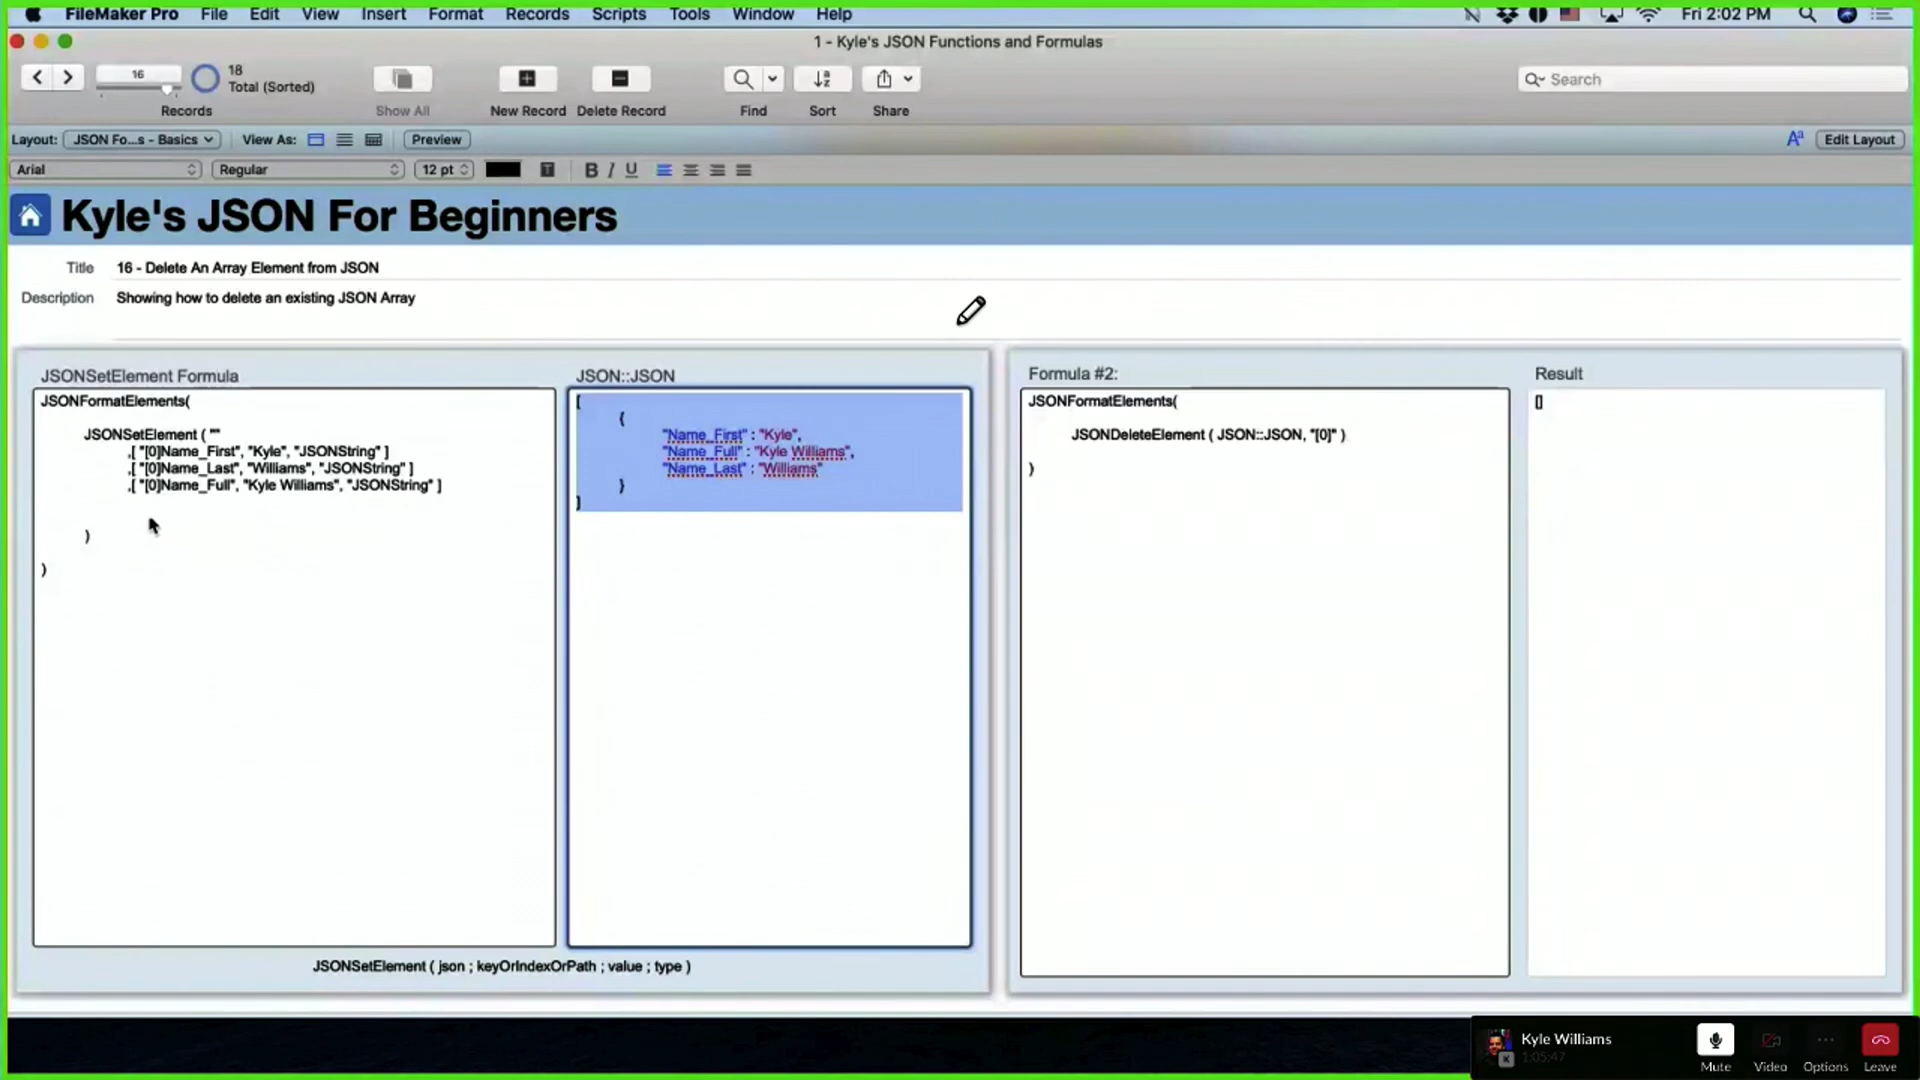 FileMaker Pro File Edit View Insert Format Records Scripts Tools Window Help
Fri 2:02 PM
1 - Kyle's JSON Functions and Formulas
16
18
Total (Sorted)
Records
Show All
New Record
Delete Record
Find
Sort
Share
Search
Layout: JSON Fo...s - Basics View As: Preview
Edit Layout
Arial Regular 12 pt B I U
Kyle's JSON For Beginners
Title 16 - Delete An Array Element from JSON
Description Showing how to delete an existing JSON Array
JSONSetElement Formula
JSONFormatElements(
JSONSetElement ( ""
,[ "[0]Name_First", "Kyle", "JSONString" ]
,[ "[0]Name_Last", "Williams", "JSONString" ]
,[ "[0]Name_Full", "Kyle Williams", "JSONString" ]
)
)
JSON::JSON
[
{
"Name_First" : "Kyle",
"Name_Full" : "Kyle Williams",
"Name_Last" : "Williams"
}
]
JSONSetElement ( json ; keyOrIndexOrPath ; value ; type )
Formula #2:
JSONFormatElements(
JSONDeleteElement ( JSON::JSON, "[0]" )
)
Result
[]
Kyle Williams
1:05:47
K
Mute
Video
Options
Leave